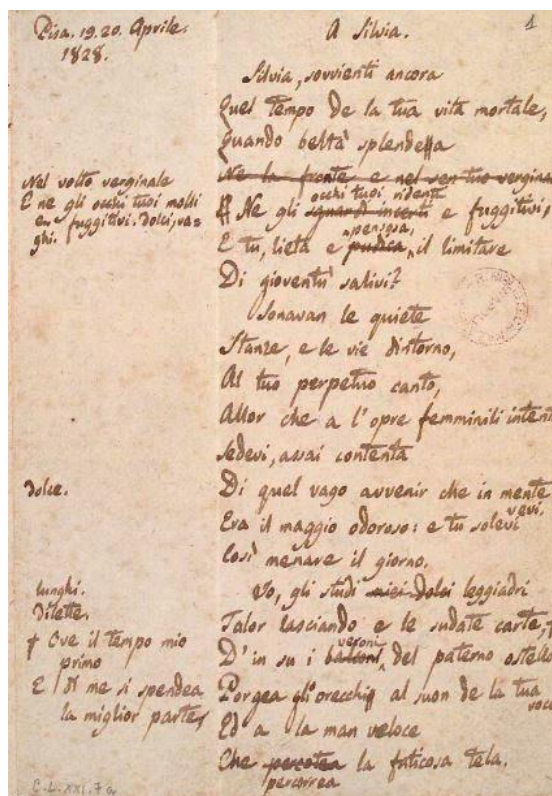 Pisa. 19. 20. Aprile.
1828.
A Silvia.
1
Silvia, sovvienti ancora
Quel tempo de la tua vita mortale,
Quando beltà splendea
Nel volto verginale
E ne gli occhi tuoi molli
e fuggitivi. dolci, va-
ghi.
Ne la fronte e nel sen tuo vergina
occhi tuoi ridenti
Ne gli sguardi incerti e fuggitivi,
pensosa,
E tu, lieta e pudica, il limitare
Di gioventù salivi?
Sonavan le quiete
Stanze, e le vie dintorno,
Al tuo perpetuo canto,
Allor che a l'opre femminili inten
Sedevi, assai contenta
dolce.
Di quel vago avvenir che in mente
vevi.
Era il maggio odoroso: e tu solevi
Così menare il giorno.
lunghi.
dilette.
+ Ove il tempo mio
primo
E di me si spendea
la miglior parte,
Io, gli studi miei dolci leggiadri
Talor lasciando e le sudate carte, +
veroni
D'in su i balconi del paterno ostello
Porgea gli orecchi al suon de la tua
voce
Ed a la man veloce
Che percotea la faticosa tela.
percorrea
C.L.XXI.7a